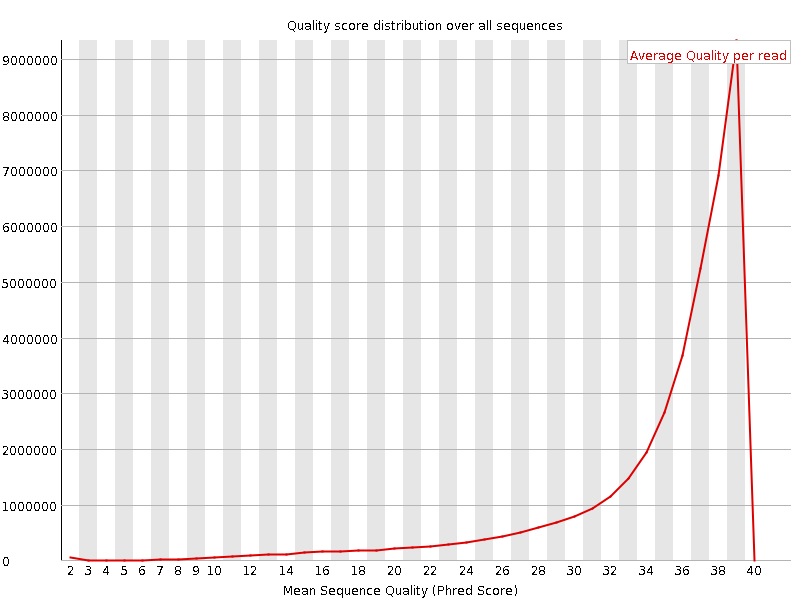 Quality score distribution over all sequences
Average Quality per read
9000000
8000000
7000000
6000000
5000000
4000000
3000000
2000000
1000000
0
2 3 4 5 6 7 8 9 10 12 14 16 18 20 22 24 26 28 30 32 34 36 38 40
Mean Sequence Quality (Phred Score)